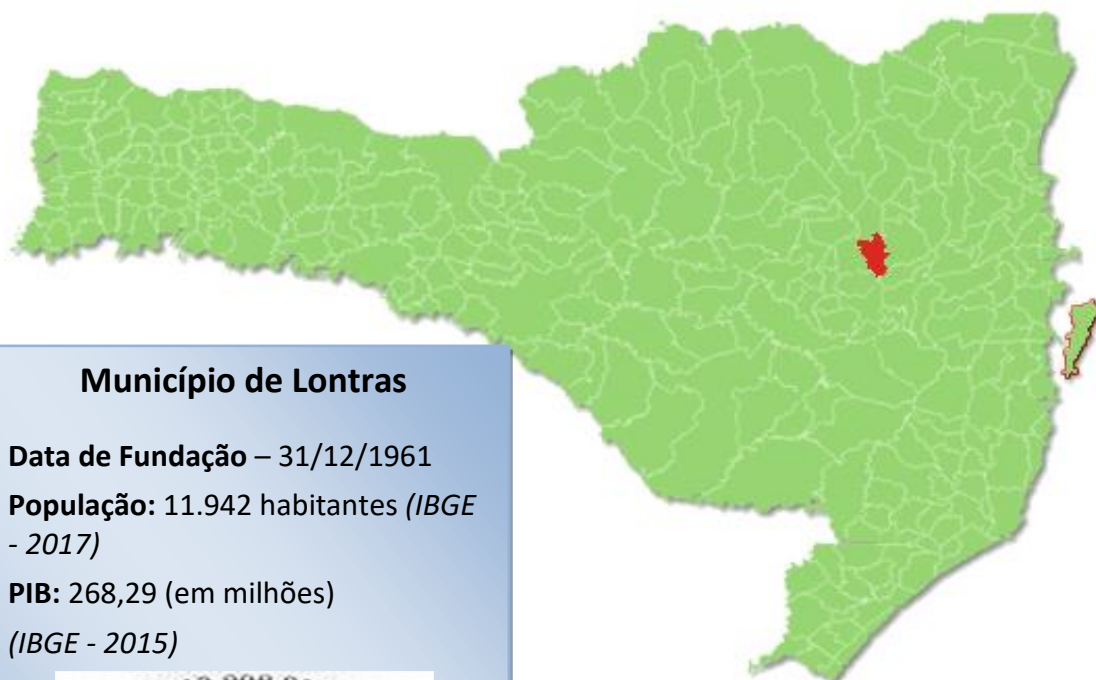 Município de Lontras
Data de Fundação – 31/12/1961
População: 11.942 habitantes (IBGE
- 2017)
PIB: 268,29 (em milhões)
(IBGE - 2015)